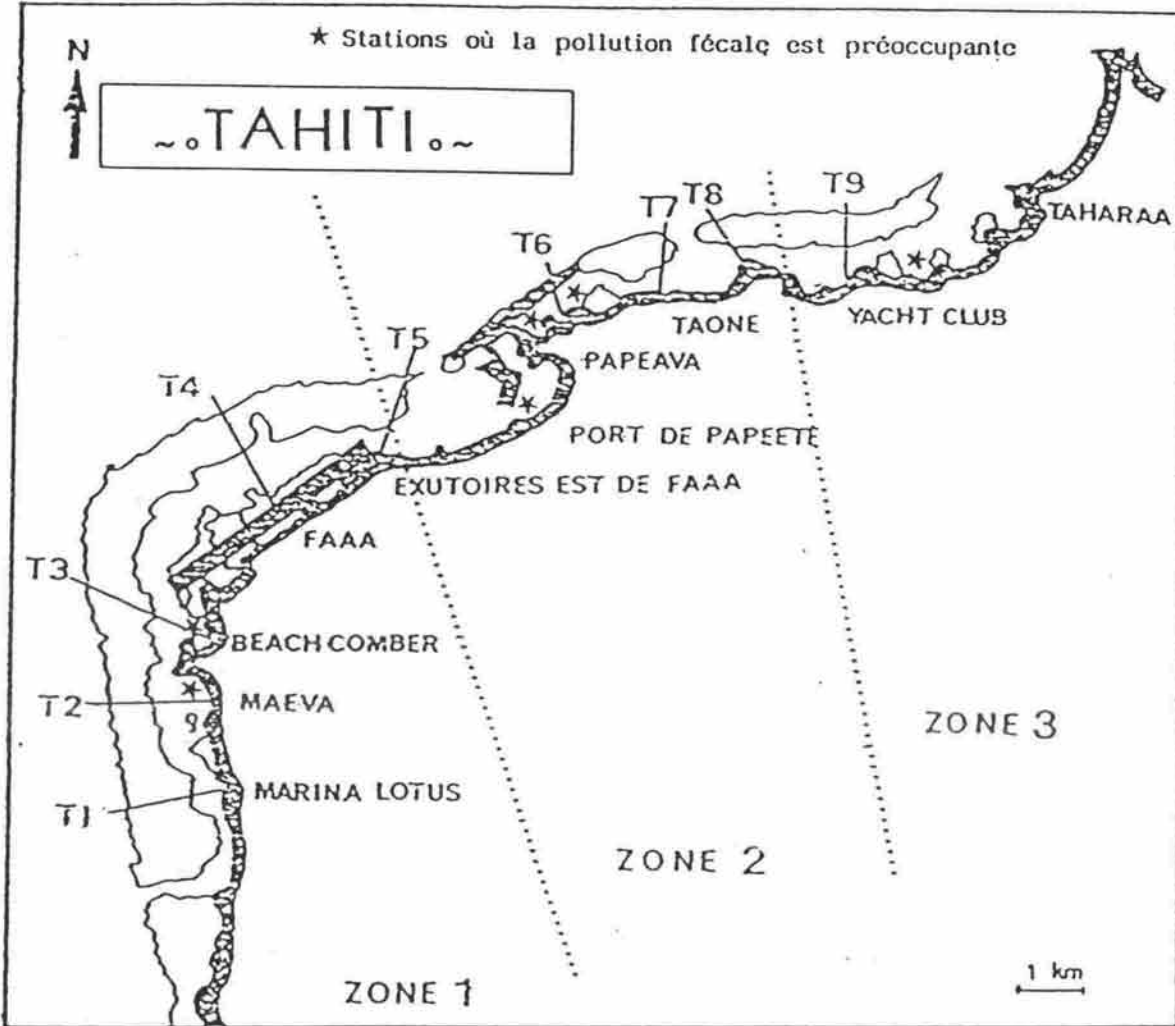 ★ Stations où la pollution fécale est préoccupante
N
~ₒTAHITIₒ~
T9
T8
T7
TAHARAA
T6
TAONE
YACHT CLUB
T5
PAPEAVA
T4
PORT DE PAPEETE
EXUTOIRES EST DE FAAA
FAAA
T3
BEACHCOMBER
T2
MAEVA
ZONE 3
T1
MARINA LOTUS
ZONE 2
ZONE 1
1 km